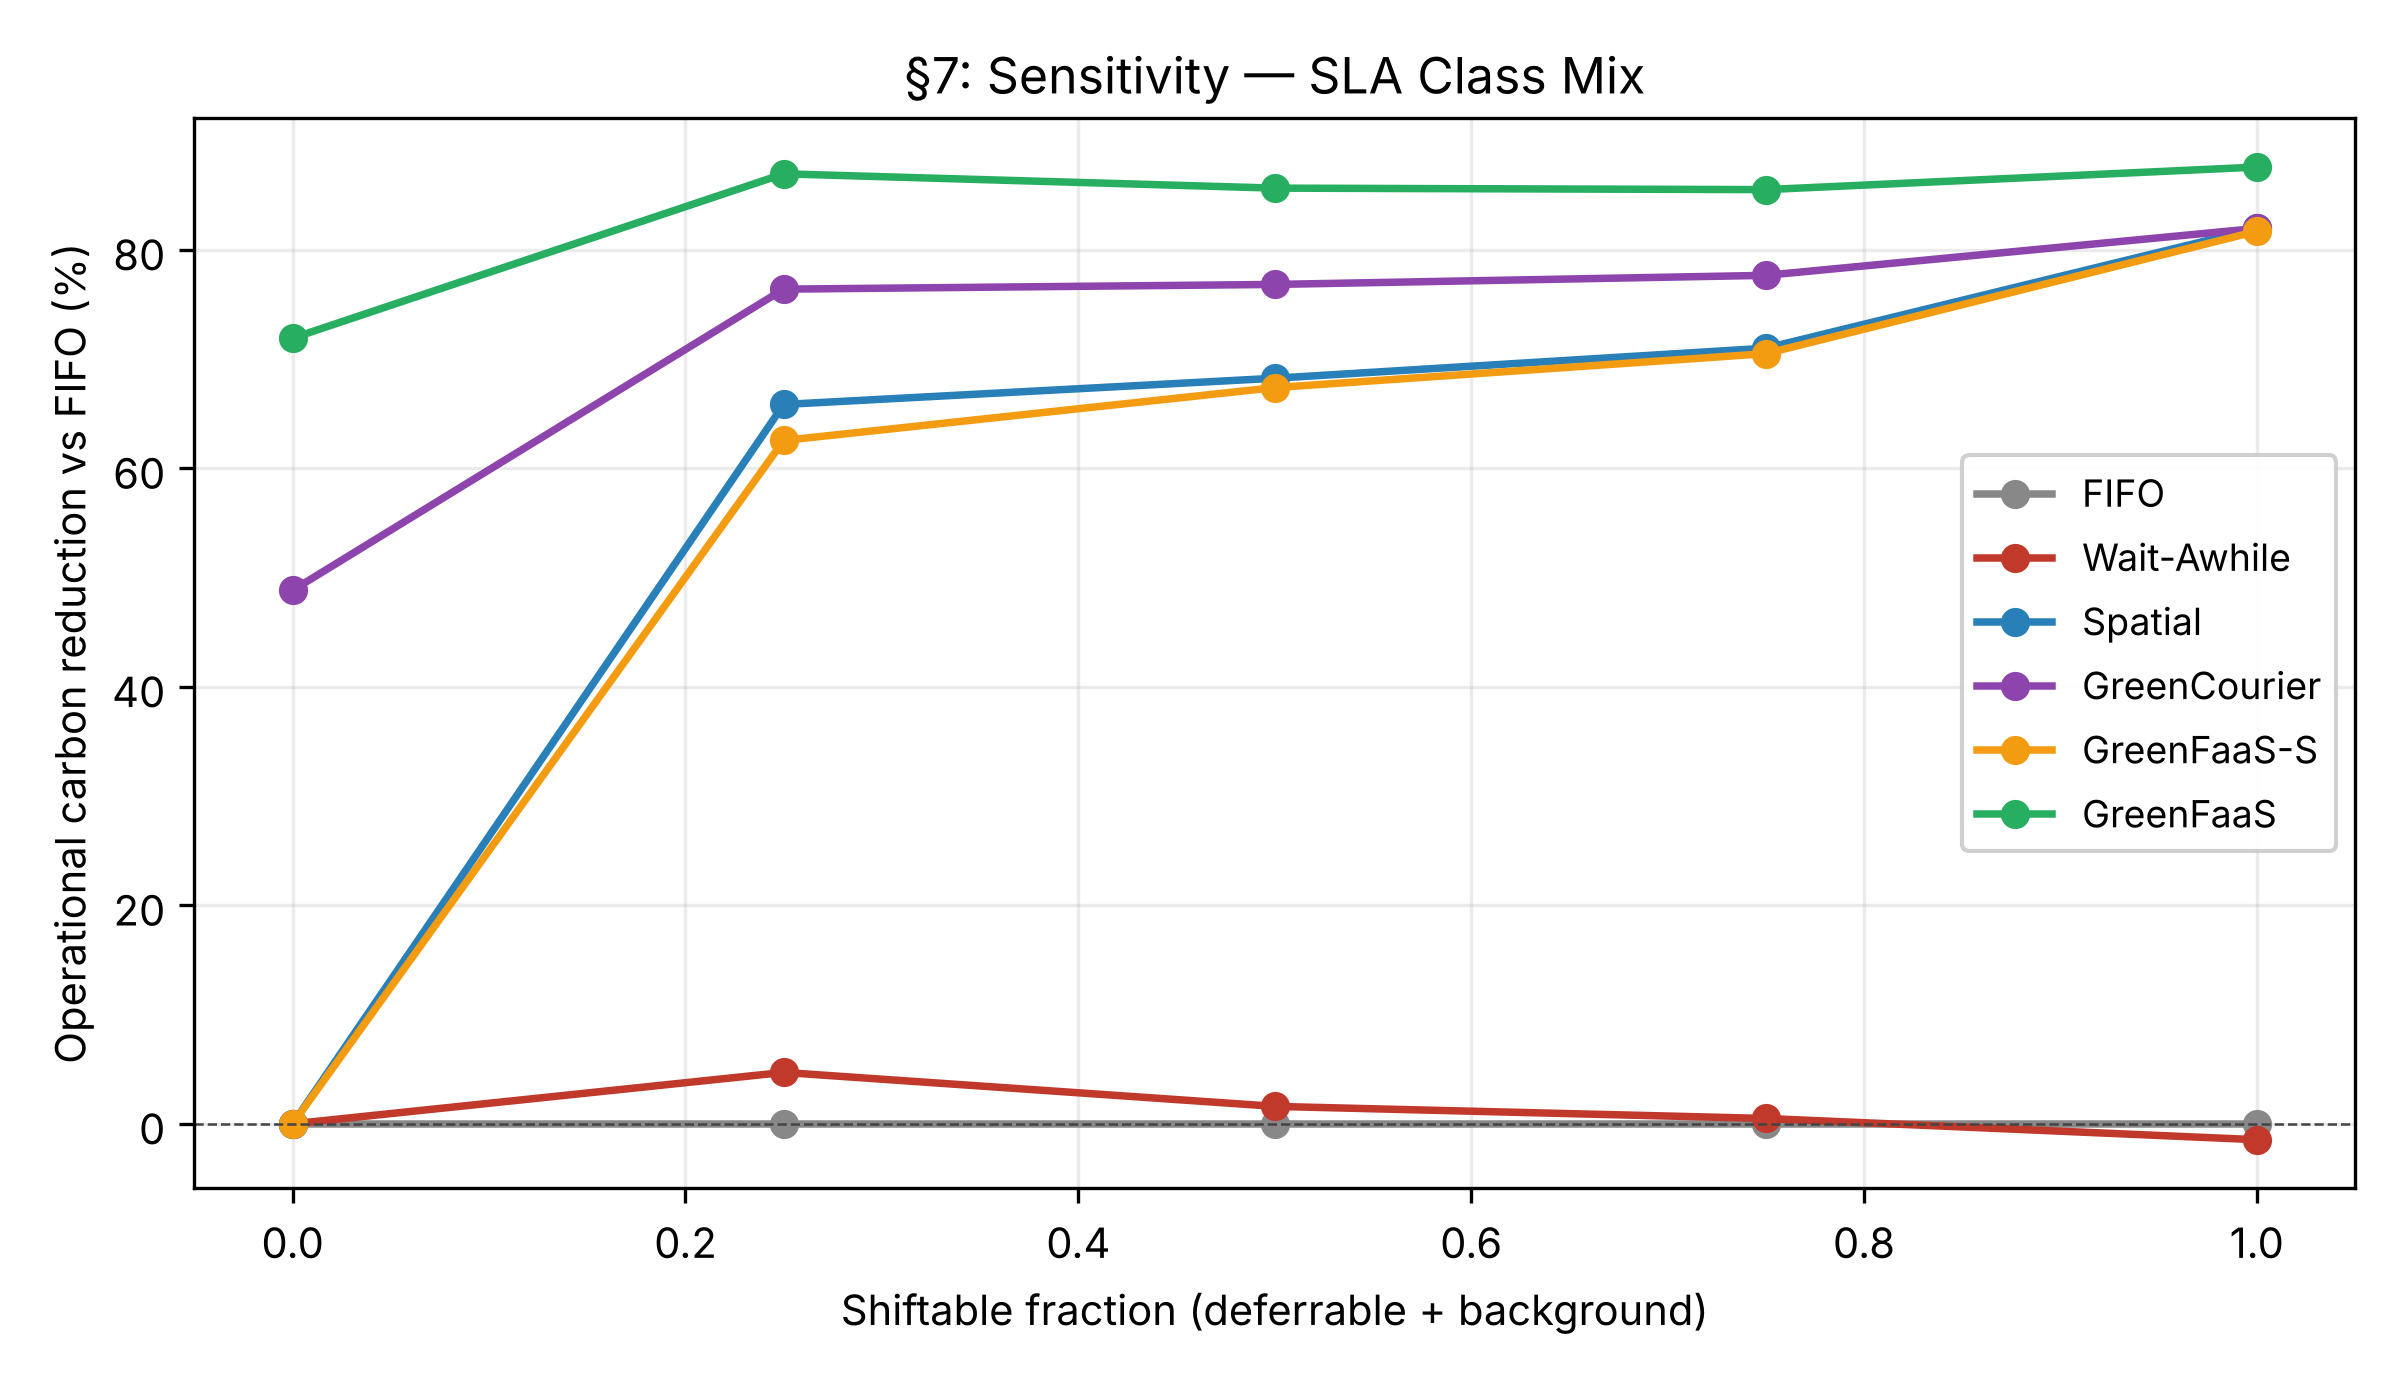 §7: Sensitivity — SLA Class Mix
Operational carbon reduction vs FIFO (%)
80
60
40
20
0
FIFO
Wait-Awhile
Spatial
GreenCourier
GreenFaaS-S
GreenFaaS
0.0 0.2 0.4 0.6 0.8 1.0
Shiftable fraction (deferrable + background)